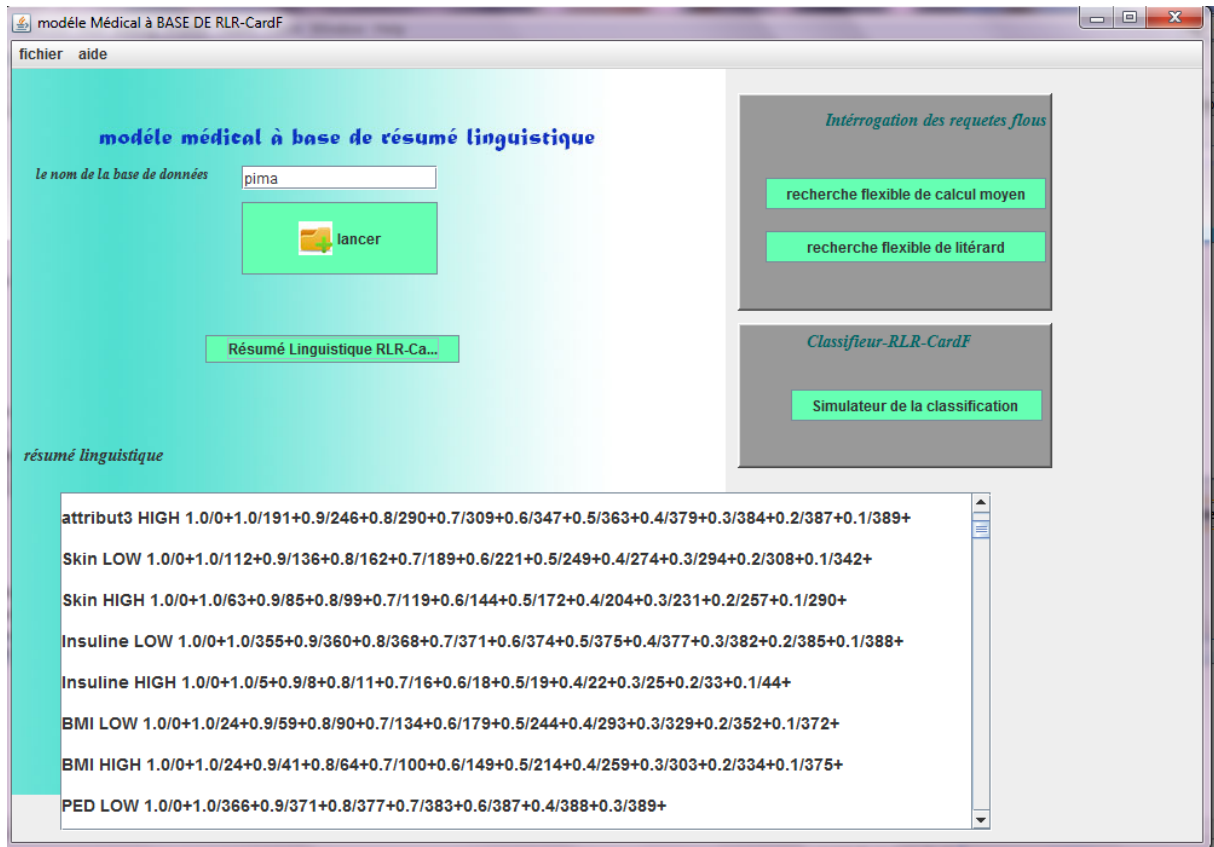 modéle Médical à BASE DE RLR-CardF
fichier aide
modéle médical à base de résumé linguistique
le nom de la base de données
pima
lancer
Résumé Linguistique RLR-Ca...
Intérrogation des requetes flous
recherche flexible de calcul moyen
recherche flexible de litérard
Classifieur-RLR-CardF
Simulateur de la classification
résumé linguistique
attribut3 HIGH 1.0/0+1.0/191+0.9/246+0.8/290+0.7/309+0.6/347+0.5/363+0.4/379+0.3/384+0.2/387+0.1/389+
Skin LOW 1.0/0+1.0/112+0.9/136+0.8/162+0.7/189+0.6/221+0.5/249+0.4/274+0.3/294+0.2/308+0.1/342+
Skin HIGH 1.0/0+1.0/63+0.9/85+0.8/99+0.7/119+0.6/144+0.5/172+0.4/204+0.3/231+0.2/257+0.1/290+
Insuline LOW 1.0/0+1.0/355+0.9/360+0.8/368+0.7/371+0.6/374+0.5/375+0.4/377+0.3/382+0.2/385+0.1/388+
Insuline HIGH 1.0/0+1.0/5+0.9/8+0.8/11+0.7/16+0.6/18+0.5/19+0.4/22+0.3/25+0.2/33+0.1/44+
BMI LOW 1.0/0+1.0/24+0.9/59+0.8/90+0.7/134+0.6/179+0.5/244+0.4/293+0.3/329+0.2/352+0.1/372+
BMI HIGH 1.0/0+1.0/24+0.9/41+0.8/64+0.7/100+0.6/149+0.5/214+0.4/259+0.3/303+0.2/334+0.1/375+
PED LOW 1.0/0+1.0/366+0.9/371+0.8/377+0.7/383+0.6/387+0.4/388+0.3/389+